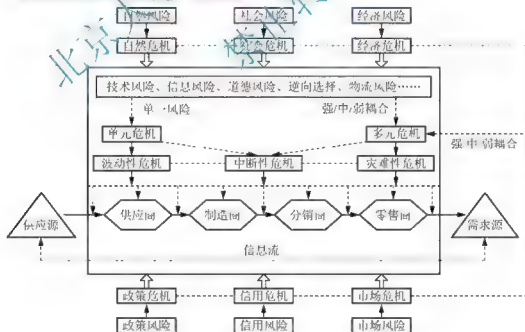 自然风险 社会风险 经济风险
自然危机 社会危机 经济危机
技术风险、信息风险、道德风险、逆向选择、物流风险……
单一风险 强/中/弱耦合
单元危机 多元危机 强/中/弱耦合
波动性危机 中断性危机 灾难性危机
供应源 供应商 制造商 分销商 零售商 需求源
信息流
政策危机 信用危机 市场危机
政策风险 信用风险 市场风险
北京